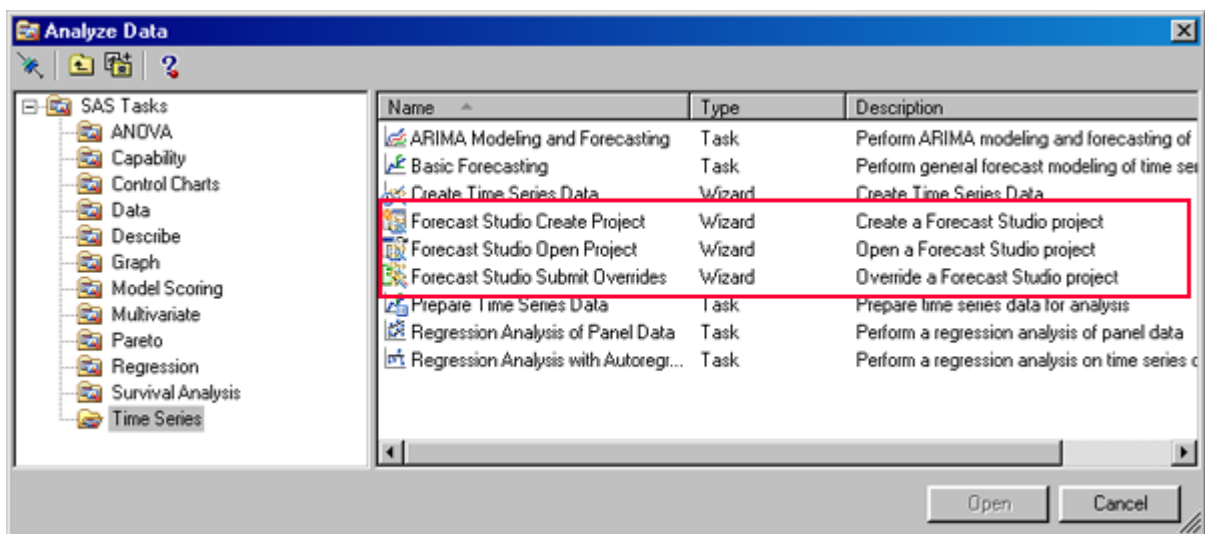 Analyze Data
SAS Tasks
ANOVA
Capability
Control Charts
Data
Describe
Graph
Model Scoring
Multivariate
Pareto
Regression
Survival Analysis
Time Series
Name Type Description
ARIMA Modeling and Forecasting Task Perform ARIMA modeling and forecasting of
Basic Forecasting Task Perform general forecast modeling of time ser
Create Time Series Data Wizard Create Time Series Data
Forecast Studio Create Project Wizard Create a Forecast Studio project
Forecast Studio Open Project Wizard Open a Forecast Studio project
Forecast Studio Submit Overrides Wizard Override a Forecast Studio project
Prepare Time Series Data Task Prepare time series data for analysis
Regression Analysis of Panel Data Task Perform a regression analysis of panel data
Regression Analysis with Autoregr... Task Perform a regression analysis on time series
Open Cancel